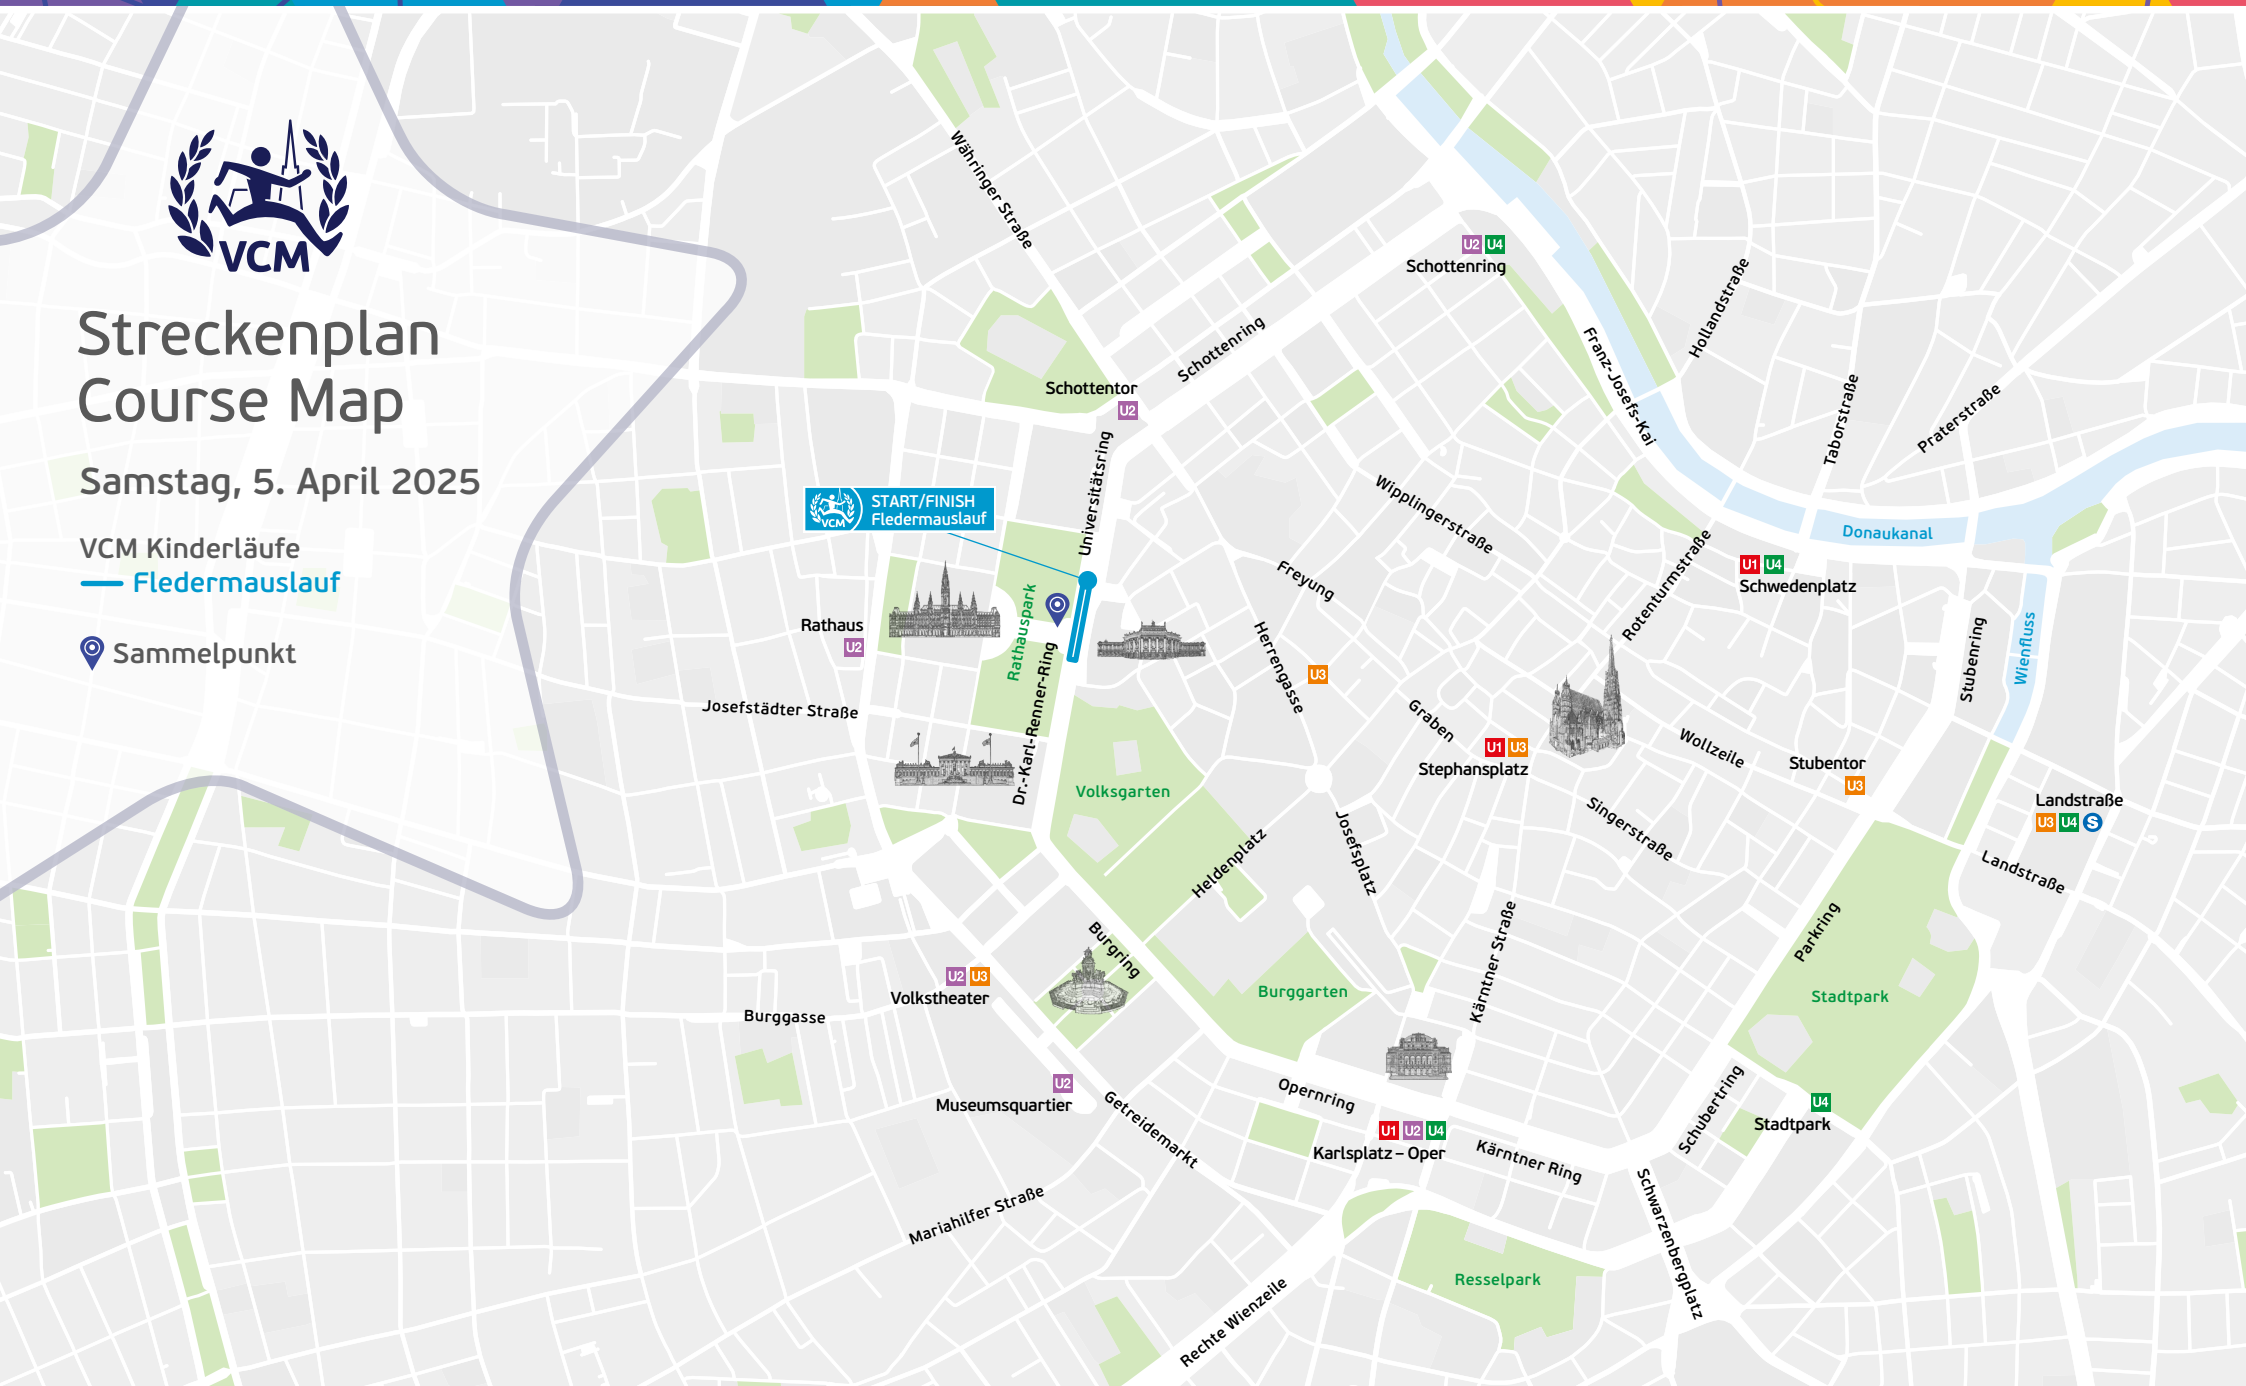 VCM
Streckenplan
Course Map
Samstag, 5. April 2025
VCM Kinderläufe
Fledermauslauf
Sammelpunkt
Währinger Straße
U2 U4
Schottenring
Schottenring
Schottentor
U2
Universitätsring
VCM
START/FINISH
Fledermauslauf
Franz-Josefs-Kai
Hollandstraße
Taborstraße
Praterstraße
Donaukanal
Wipplingerstraße
Freyung
Rotenturmstraße
U1 U4
Schwedenplatz
Rathaus
U2
Rathauspark
Dr.-Karl-Renner-Ring
Herrengasse
U3
Stubenring
Wienfluss
Josefstädter Straße
Graben
U1 U3
Stephansplatz
Wollzeile
Stubentor
U3
Volksgarten
Landstraße
U3 U4 S
Landstraße
Heldenplatz
Josefsplatz
Singerstraße
Burgring
Kärntner Straße
Parkring
U2 U3
Volkstheater
Burggarten
Stadtpark
Burggasse
U2
Museumsquartier
Getreidemarkt
Opernring
U1 U2 U4
Karlsplatz – Oper
Kärntner Ring
Schubertring
U4
Stadtpark
Mariahilfer Straße
Schwarzenbergplatz
Resselpark
Rechte Wienzeile